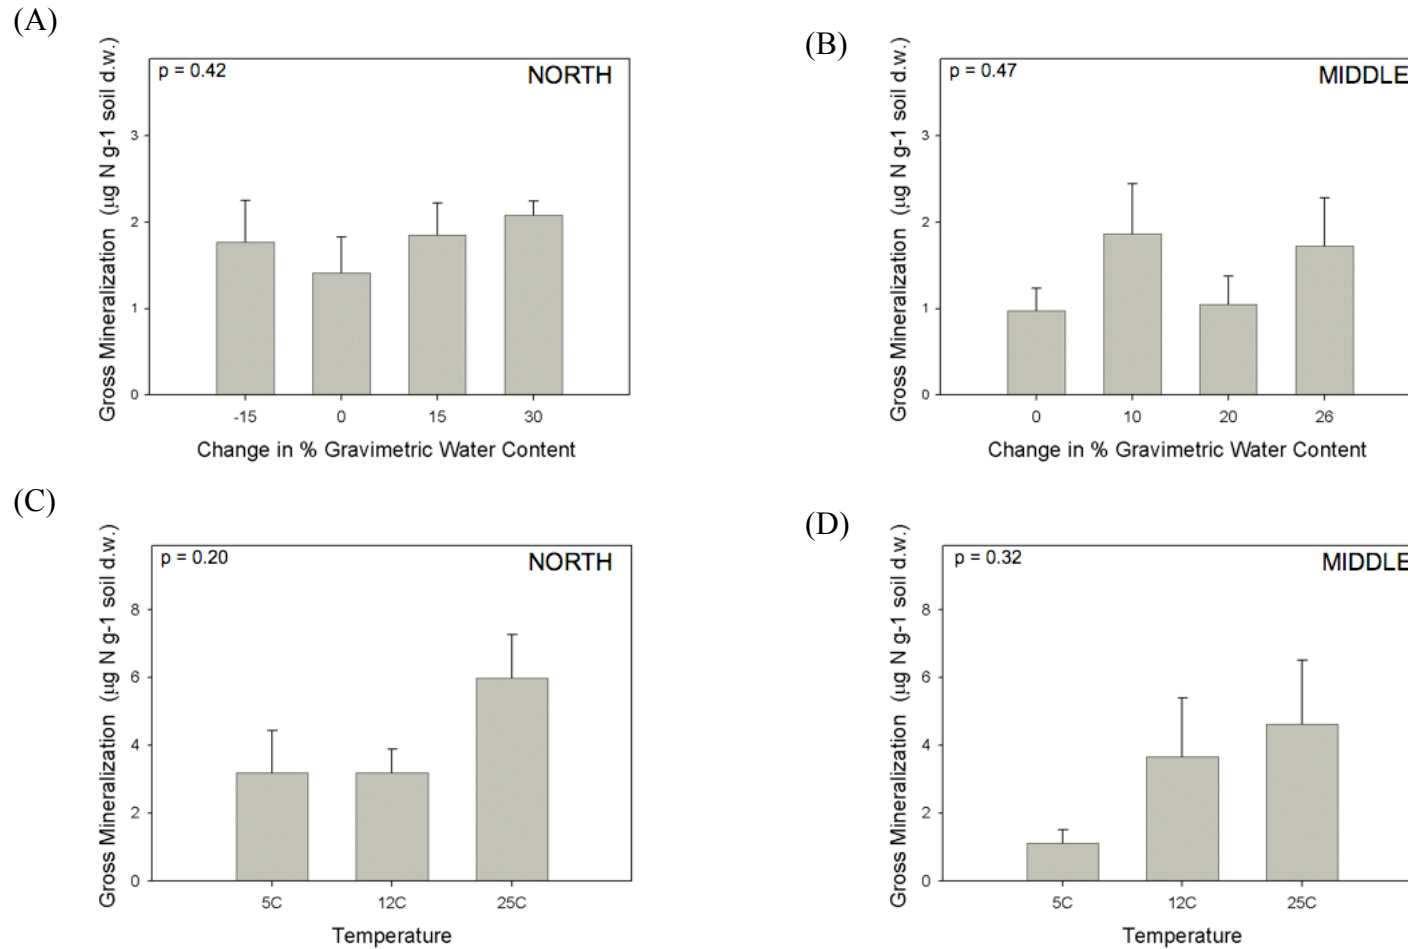 (A)
p = 0.42
NORTH
Gross Mineralization (µg N g-1 soil d.w.)
3
2
1
0
-15 0 15 30
Change in % Gravimetric Water Content
(B)
p = 0.47
MIDDLE
Gross Mineralization (µg N g-1 soil d.w.)
3
2
1
0
0 10 20 26
Change in % Gravimetric Water Content
(C)
p = 0.20
NORTH
Gross Mineralization (µg N g-1 soil d.w.)
8
6
4
2
0
5C 12C 25C
Temperature
(D)
p = 0.32
MIDDLE
Gross Mineralization (µg N g-1 soil d.w.)
8
6
4
2
0
5C 12C 25C
Temperature